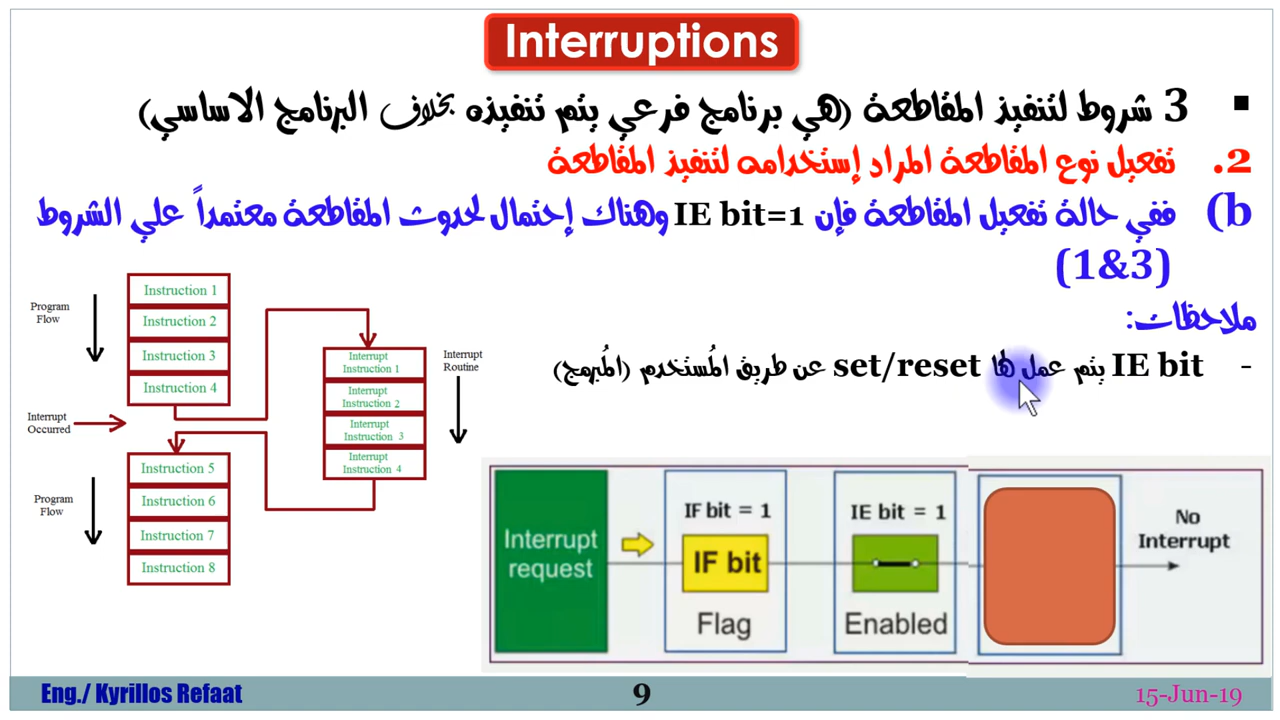 Interruptions
▪ 3 شروط لتنفيذ المقاطعة (هي برنامج فرعي يتم تنفيذه بخلاف البرنامج الاساسي)
2. تفعيل نوع المقاطعة المراد إستخدامه لتنفيذ المقاطعة
b) ففي حالة تفعيل المقاطعة فإن IE bit=1 وهناك إحتمال لحدوث المقاطعة معتمداً علي الشروط
(1&3)
ملاحظات:
- IE bit يتم عمل لها set/reset عن طريق المُستخدم (المُبرمج)
Program
Flow
Instruction 1
Instruction 2
Instruction 3
Instruction 4
Interrupt
Occurred
Instruction 5
Instruction 6
Instruction 7
Instruction 8
Program
Flow
Interrupt
Instruction 1
Interrupt
Instruction 2
Interrupt
Instruction 3
Interrupt
Instruction 4
Interrupt
Routine
Interrupt
request
IF bit = 1
IF bit
Flag
IE bit = 1
Enabled
No
Interrupt
Eng./ Kyrillos Refaat
9
15-Jun-19